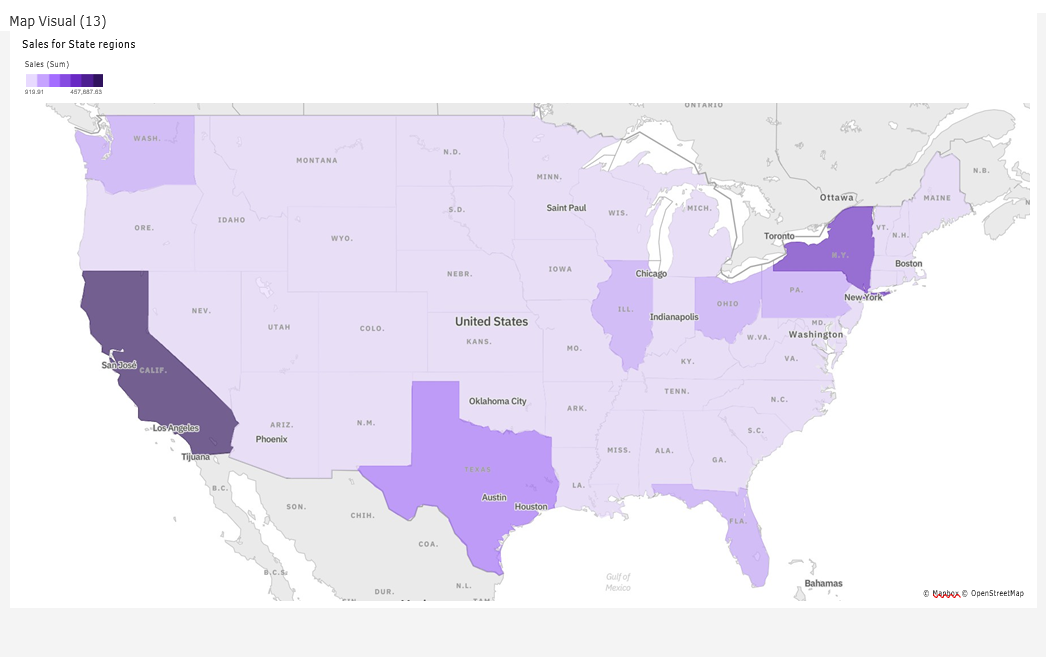 Map Visual (13)
Sales for State regions
Sales (Sum)
919.91
457,687.63
ONTARIO
WASH.
MONTANA
N.D.
MINN.
Ottawa
N.B.
MAINE
ORE.
IDAHO
WYO.
S.D.
Saint Paul
WIS.
MICH.
Toronto
VT.
N.H.
N.Y.
Boston
NEBR.
IOWA
Chicago
PA.
New York
NEV.
UTAH
COLO.
United States
KANS.
ILL.
Indianapolis
OHIO
MD.
Washington
W.VA.
VA.
MO.
KY.
San José
CALIF.
Los Angeles
Tijuana
ARIZ.
Phoenix
N.M.
Oklahoma City
ARK.
TENN.
N.C.
S.C.
MISS.
ALA.
GA.
TEXAS
Austin
Houston
LA.
FLA.
B.C.
SON.
CHIH.
COA.
B.C.S.
DUR.
N.L.
Gulf of
Mexico
Bahamas
© Mapbox © OpenStreetMap